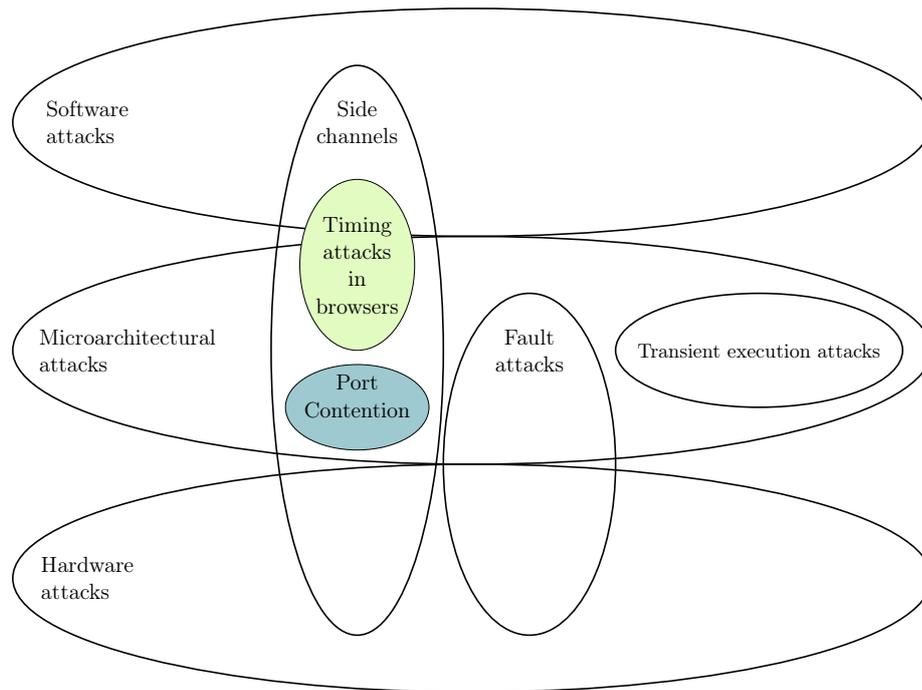 Software
attacks
Side
channels
Timing
attacks
in
browsers
Microarchitectural
attacks
Fault
attacks
Transient execution attacks
Port
Contention
Hardware
attacks